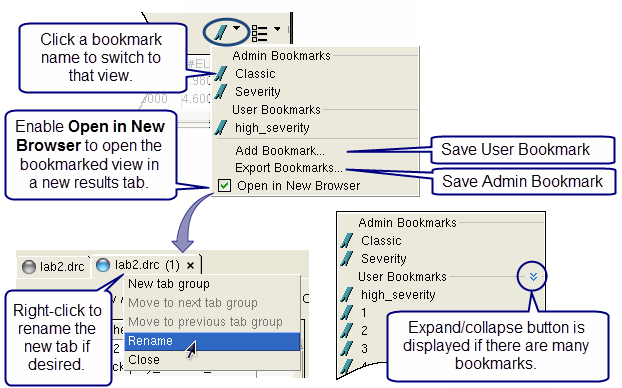 Click a bookmark
name to switch to
that view.
Admin Bookmarks
Classic
Severity
User Bookmarks
high_severity
Add Bookmark...
Export Bookmarks...
Open in New Browser
Enable Open in New
Browser to open the
bookmarked view in
a new results tab.
Save User Bookmark
Save Admin Bookmark
lab2.drc
lab2.drc (1) ×
New tab group
Move to next tab group
Move to previous tab group
Rename
Close
Right-click to
rename the
new tab if
desired.
Admin Bookmarks
Classic
Severity
User Bookmarks
high_severity
1
2
3
Expand/collapse button is
displayed if there are many
bookmarks.